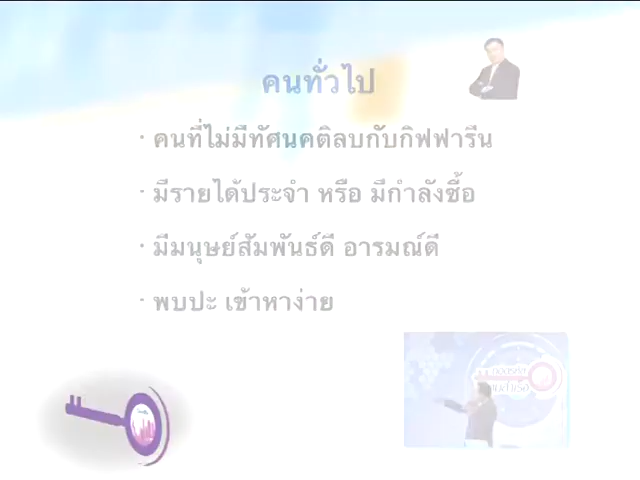 คนทั่วไป
· คนที่ไม่มีทัศนคติลบกับกิฟฟารีน
· มีรายได้ประจำ หรือ มีกำลังซื้อ
· มีมนุษย์สัมพันธ์ดี อารมณ์ดี
· พบปะ เข้าหาง่าย